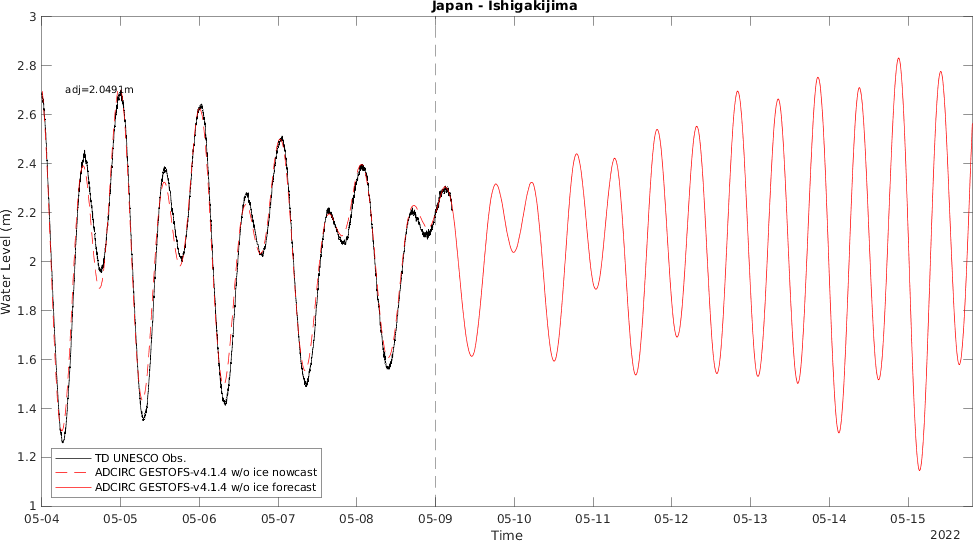 Japan - Ishigakijima
3
2.8
2.6
2.4
2.2
2
1.8
1.6
1.4
1.2
1
Water Level (m)
adj=2.0491m
TD UNESCO Obs.
ADCIRC GESTOFS-v4.1.4 w/o ice nowcast
ADCIRC GESTOFS-v4.1.4 w/o ice forecast
05-04 05-05 05-06 05-07 05-08 05-09 05-10 05-11 05-12 05-13 05-14 05-15
Time
2022